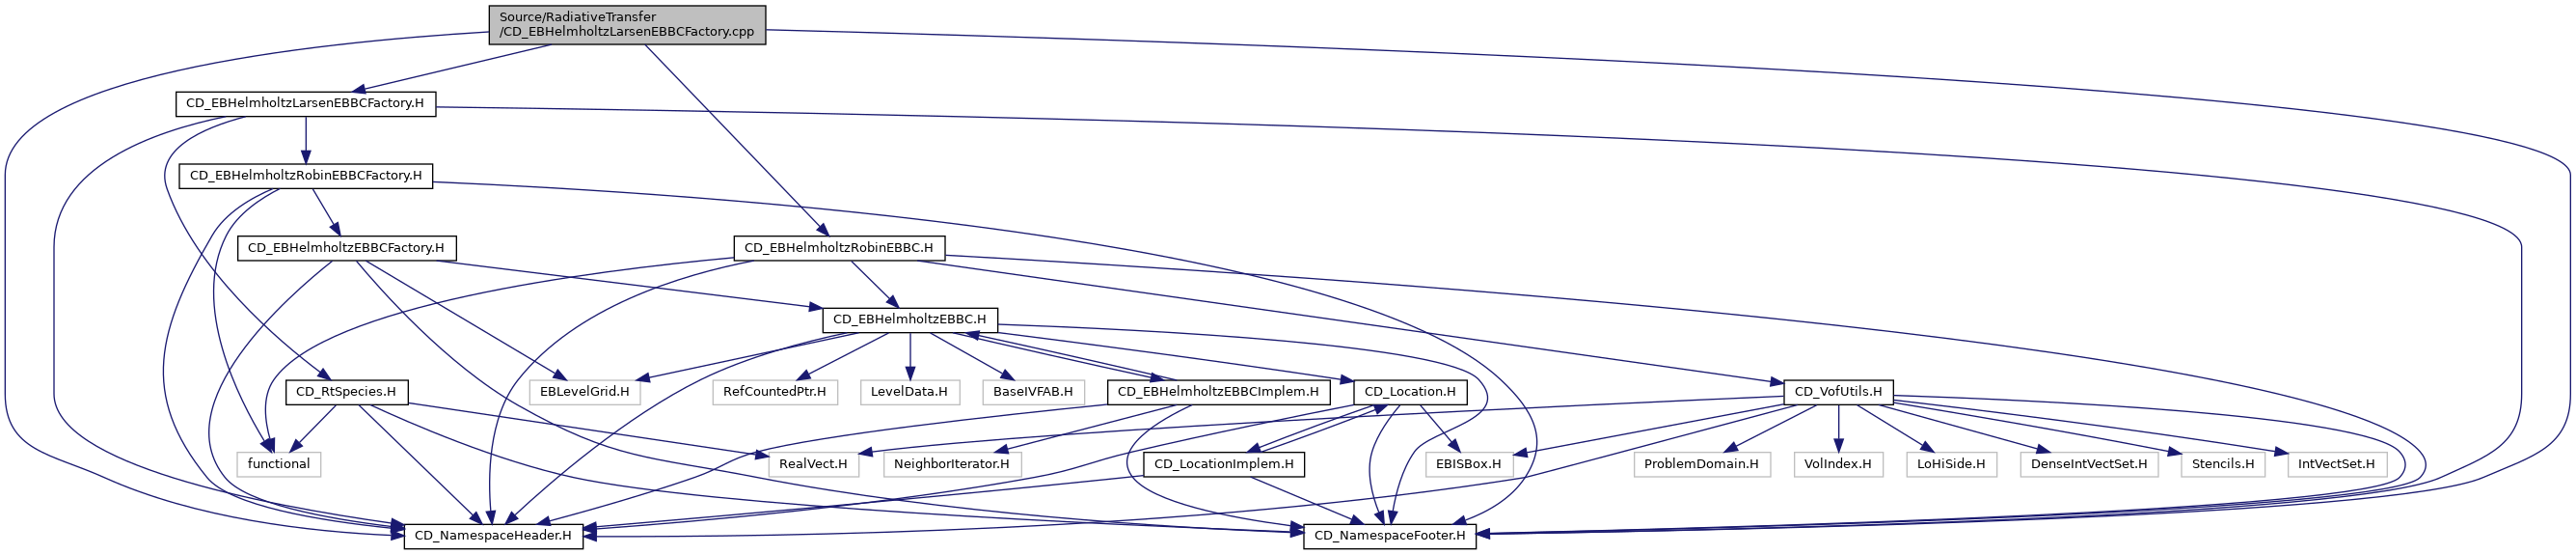 Source/RadiativeTransfer
/CD_EBHelmholtzLarsenEBBCFactory.cpp
CD_EBHelmholtzLarsenEBBCFactory.H
CD_EBHelmholtzRobinEBBCFactory.H
CD_EBHelmholtzEBBCFactory.H
CD_EBHelmholtzRobinEBBC.H
CD_EBHelmholtzEBBC.H
CD_RtSpecies.H
EBLevelGrid.H
RefCountedPtr.H
LevelData.H
BaseIVFAB.H
CD_EBHelmholtzEBBCImplem.H
CD_Location.H
CD_VofUtils.H
functional
RealVect.H
NeighborIterator.H
CD_LocationImplem.H
EBISBox.H
ProblemDomain.H
VolIndex.H
LoHiSide.H
DenseIntVectSet.H
Stencils.H
IntVectSet.H
CD_NamespaceHeader.H
CD_NamespaceFooter.H